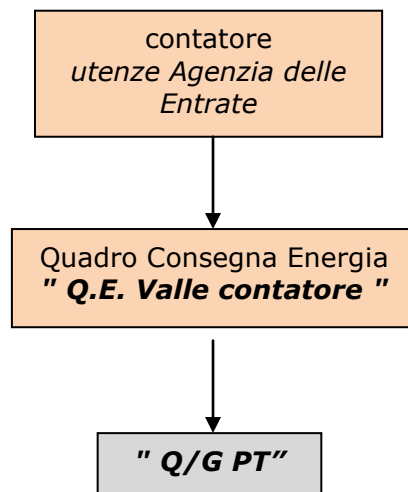 contatore
utenze Agenzia delle
Entrate
Quadro Consegna Energia
" Q.E. Valle contatore "
" Q/G PT”